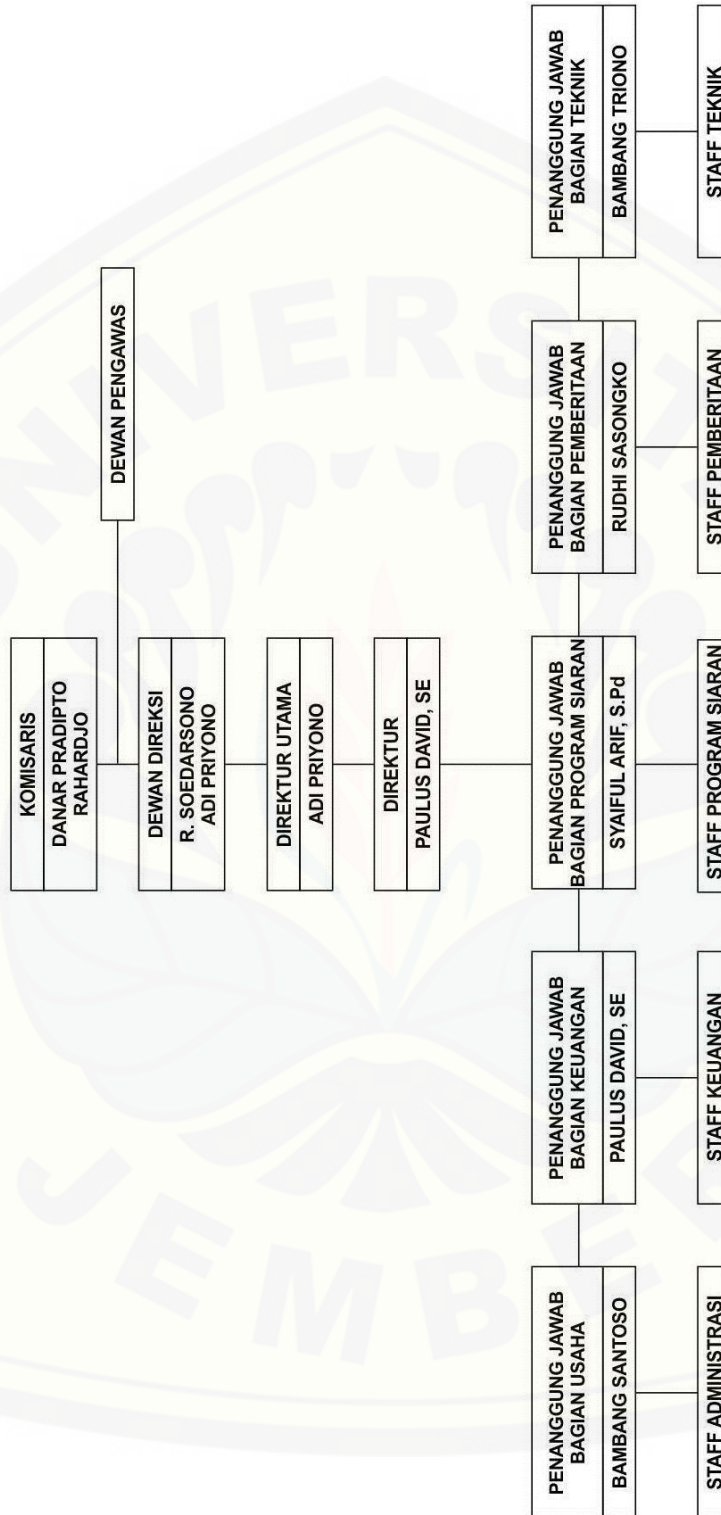 KOMISARIS
DANAR PRADIPTO
RAHARDJO
DEWAN PENGAWAS
DEWAN DIREKSI
R. SOEDARSONO
ADI PRIYONO
DIREKTUR UTAMA
ADI PRIYONO
DIREKTUR
PAULUS DAVID, SE
PENANGGUNG JAWAB
BAGIAN USAHA
BAMBANG SANTOSO
PENANGGUNG JAWAB
BAGIAN KEUANGAN
PAULUS DAVID, SE
PENANGGUNG JAWAB
BAGIAN PROGRAM SIARAN
SYAIFUL ARIF, S.Pd
PENANGGUNG JAWAB
BAGIAN PEMBERITAAN
RUDHI SASONGKO
PENANGGUNG JAWAB
BAGIAN TEKNIK
BAMBANG TRIONO
STAFF ADMINISTRASI
STAFF KEUANGAN
STAFF PROGRAM SIARAN
STAFF PEMBERITAAN
STAFF TEKNIK
UNIVERSITA
JEMBE